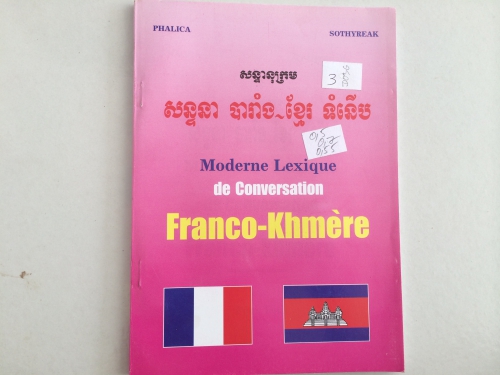 PHALICA SOTHYREAK
សន្ទានុក្រម
សន្ទនា បារាំង~ខ្មែរ ទំនើប
Moderne Lexique
de Conversation
Franco-Khmère